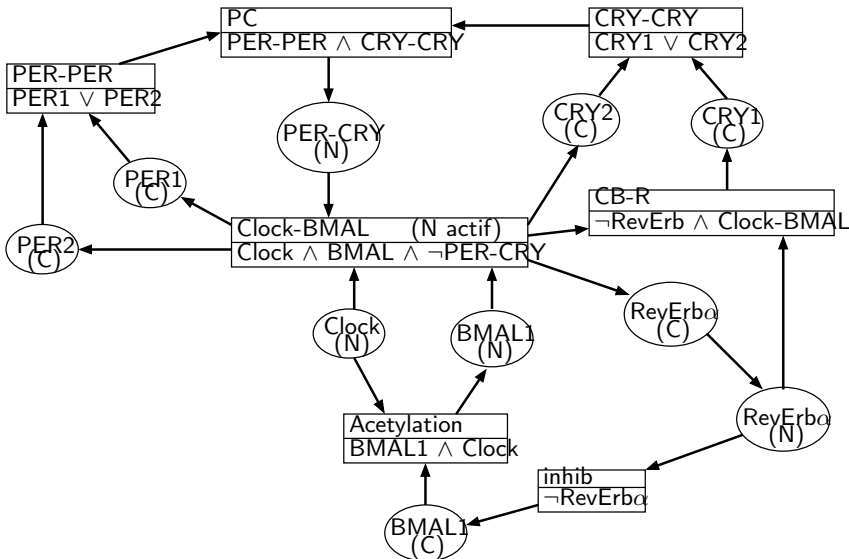 PC
PER-PER ∧ CRY-CRY
CRY-CRY
CRY1 ∨ CRY2
PER-PER
PER1 ∨ PER2
PER-CRY
(N)
CRY2
(C)
CRY1
(C)
PER1
(C)
CB-R
¬RevErb ∧ Clock-BMAL
Clock-BMAL (N actif)
Clock ∧ BMAL ∧ ¬PER-CRY
PER2
(C)
RevErbα
(C)
Clock
(N)
BMAL1
(N)
RevErbα
(N)
Acetylation
BMAL1 ∧ Clock
inhib
¬RevErbα
BMAL1
(C)